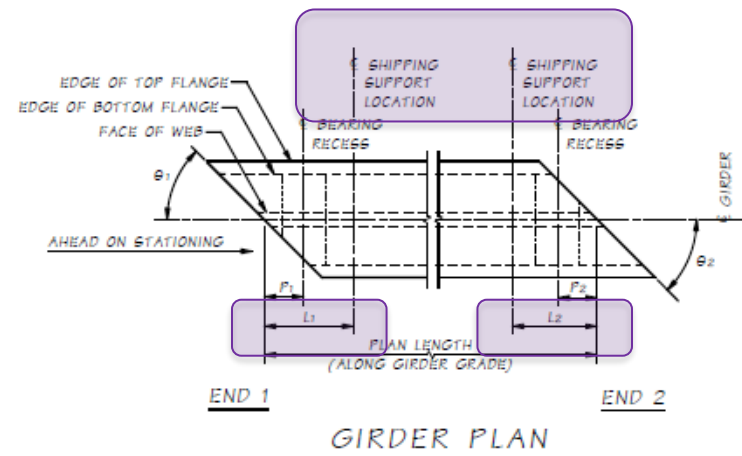 ℄ SHIPPING
SUPPORT
LOCATION
℄ SHIPPING
SUPPORT
LOCATION
EDGE OF TOP FLANGE
EDGE OF BOTTOM FLANGE
FACE OF WEB
℄ BEARING
RECESS
℄ BEARING
RECESS
θ1
℄ GIRDER
AHEAD ON STATIONING
θ2
P1
P2
L1
L2
PLAN LENGTH
(ALONG GIRDER GRADE)
END 1
END 2
GIRDER PLAN